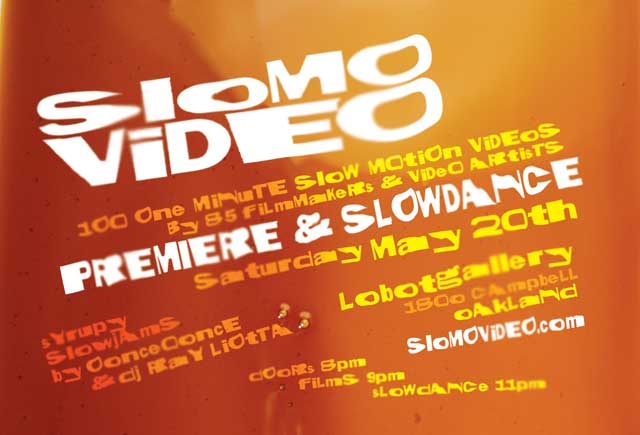 SloMO
ViDEO
100 One MiNuTE Slow MOTiON ViDEOS
By 85 filmMakeRs & ViDEO ARtisTS
PREMIERE & SLOWDANCE
Saturday May 20th
Lobotgallery
1800 CAmpbeLL
oAkLaND
SloMOViDEO.com
sYrupy
SlowjAmS
by DanceDancE
& dj RaY LiOttA
dOORs 8pm
fiLMs 9pm
sLOWdANCe 11pm